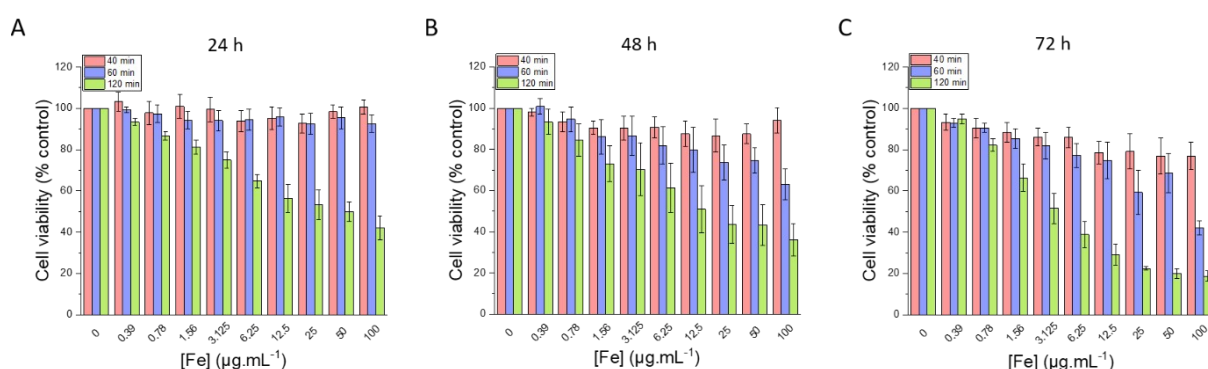 A
24 h
40 min
60 min
120 min
120
100
80
60
40
20
0
Cell viability (% control)
0 0.39 0.78 1.56 3.125 6.25 12.5 25 50 100
[Fe] (µg.mL⁻¹)
B
48 h
40 min
60 min
120 min
120
100
80
60
40
20
0
Cell viability (% control)
0 0.39 0.78 1.56 3.125 6.25 12.5 25 50 100
[Fe] (µg.mL⁻¹)
C
72 h
40 min
60 min
120 min
120
100
80
60
40
20
0
Cell viability (% control)
0 0.39 0.78 1.56 3.125 6.25 12.5 25 50 100
[Fe] (µg.mL⁻¹)